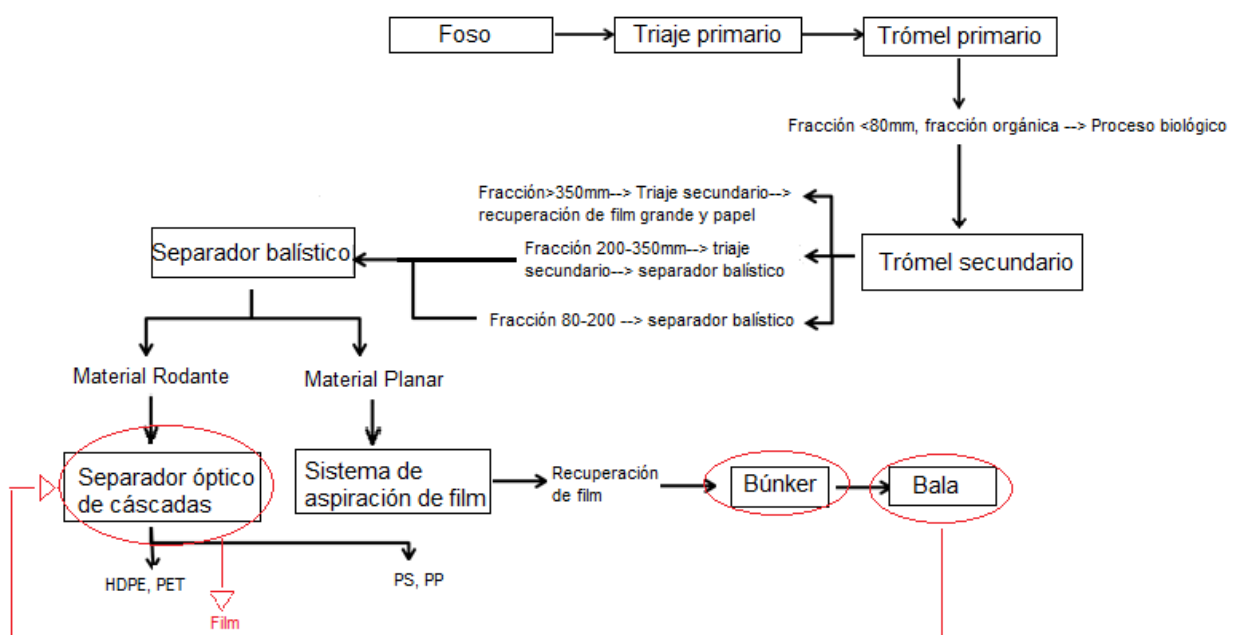 Foso
Triaje primario
Trómel primario
Fracción <80mm, fracción orgánica --> Proceso biológico
Fracción>350mm--> Triaje secundario-->
recuperación de film grande y papel
Separador balístico
Fracción 200-350mm--> triaje
secundario--> separador balístico
Trómel secundario
Fracción 80-200 --> separador balístico
Material Rodante
Material Planar
Separador óptico
de cáscadas
Sistema de
aspiración de film
Recuperación
de film
Búnker
Bala
HDPE, PET
PS, PP
Film